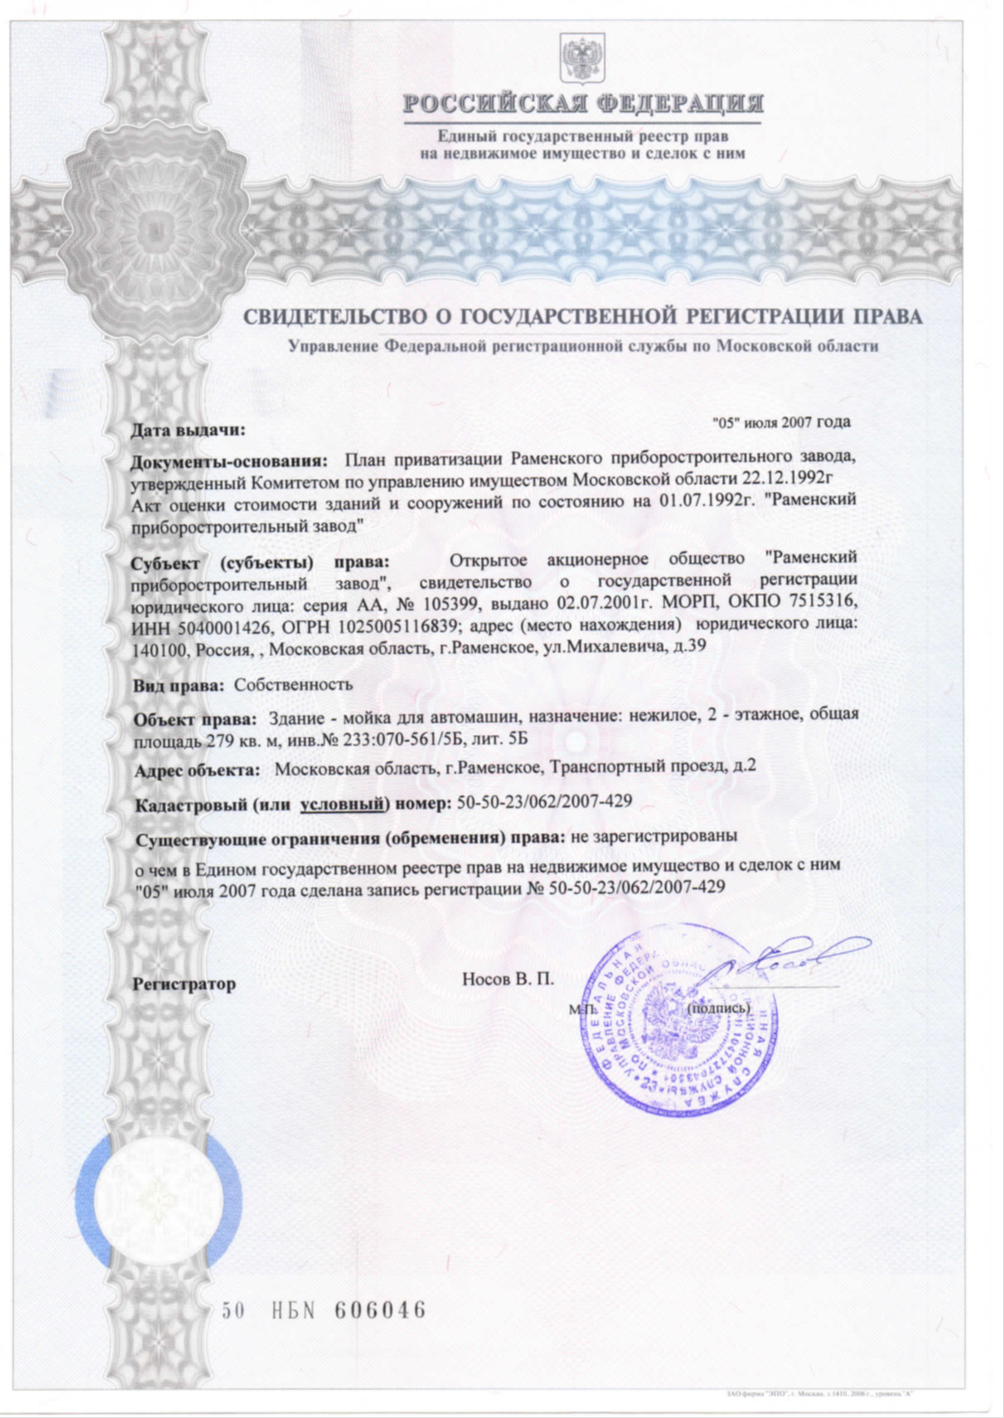 РОССИЙСКАЯ ФЕДЕРАЦИЯ
Единый государственный реестр прав
на недвижимое имущество и сделок с ним
СВИДЕТЕЛЬСТВО О ГОСУДАРСТВЕННОЙ РЕГИСТРАЦИИ ПРАВА
Управление Федеральной регистрационной службы по Московской области
Дата выдачи: "05" июля 2007 года
Документы-основания: План приватизации Раменского приборостроительного завода,
утвержденный Комитетом по управлению имуществом Московской области 22.12.1992г
Акт оценки стоимости зданий и сооружений по состоянию на 01.07.1992г. "Раменский
приборостроительный завод"
Субъект (субъекты) права: Открытое акционерное общество "Раменский
приборостроительный завод", свидетельство о государственной регистрации
юридического лица: серия АА, № 105399, выдано 02.07.2001г. МОРП, ОКПО 7515316,
ИНН 5040001426, ОГРН 1025005116839; адрес (место нахождения) юридического лица:
140100, Россия, , Московская область, г.Раменское, ул.Михалевича, д.39
Вид права: Собственность
Объект права: Здание - мойка для автомашин, назначение: нежилое, 2 - этажное, общая
площадь 279 кв. м, инв.№ 233:070-561/5Б, лит. 5Б
Адрес объекта: Московская область, г.Раменское, Транспортный проезд, д.2
Кадастровый (или условный) номер: 50-50-23/062/2007-429
Существующие ограничения (обременения) права: не зарегистрированы
о чем в Едином государственном реестре прав на недвижимое имущество и сделок с ним
"05" июля 2007 года сделана запись регистрации № 50-50-23/062/2007-429
Регистратор Носов В. П.
М.П. (подпись)
50 НБN 606046
ЗАО фирма "ЭПО", г. Москва, з.1410, 2006 г., уровень "А"